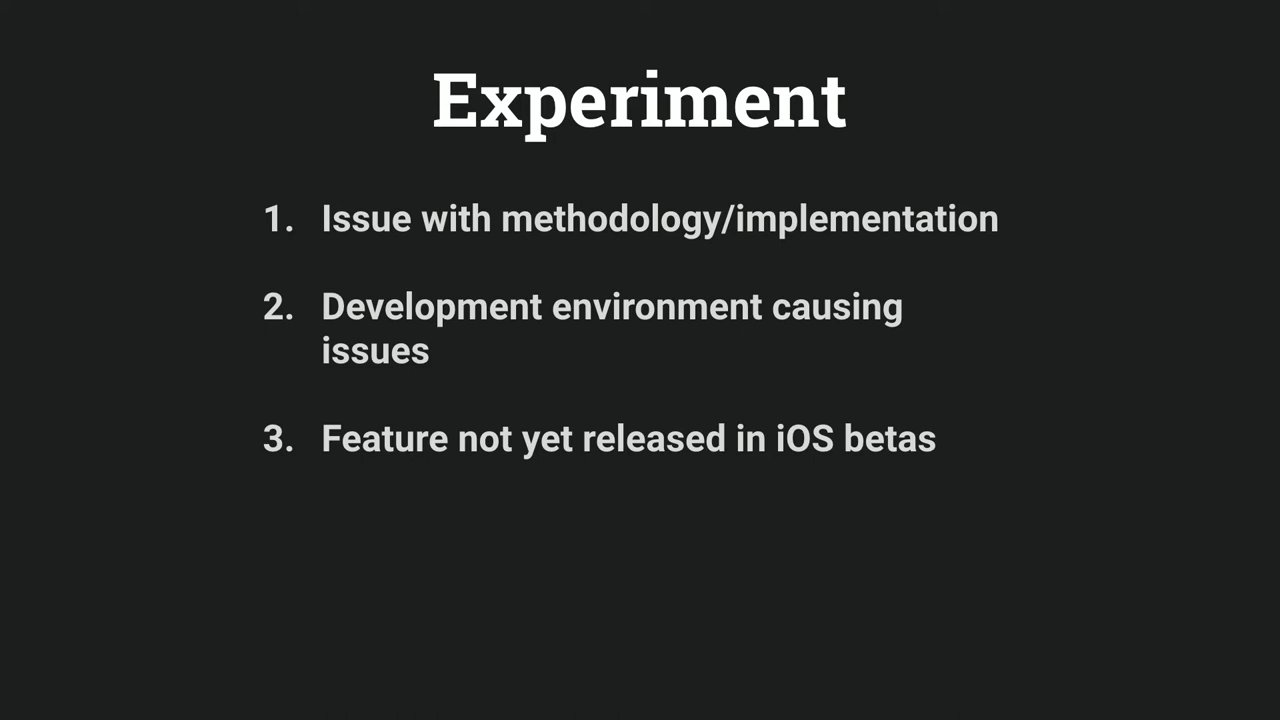 Experiment
1. Issue with methodology/implementation
2. Development environment causing
issues
3. Feature not yet released in iOS betas